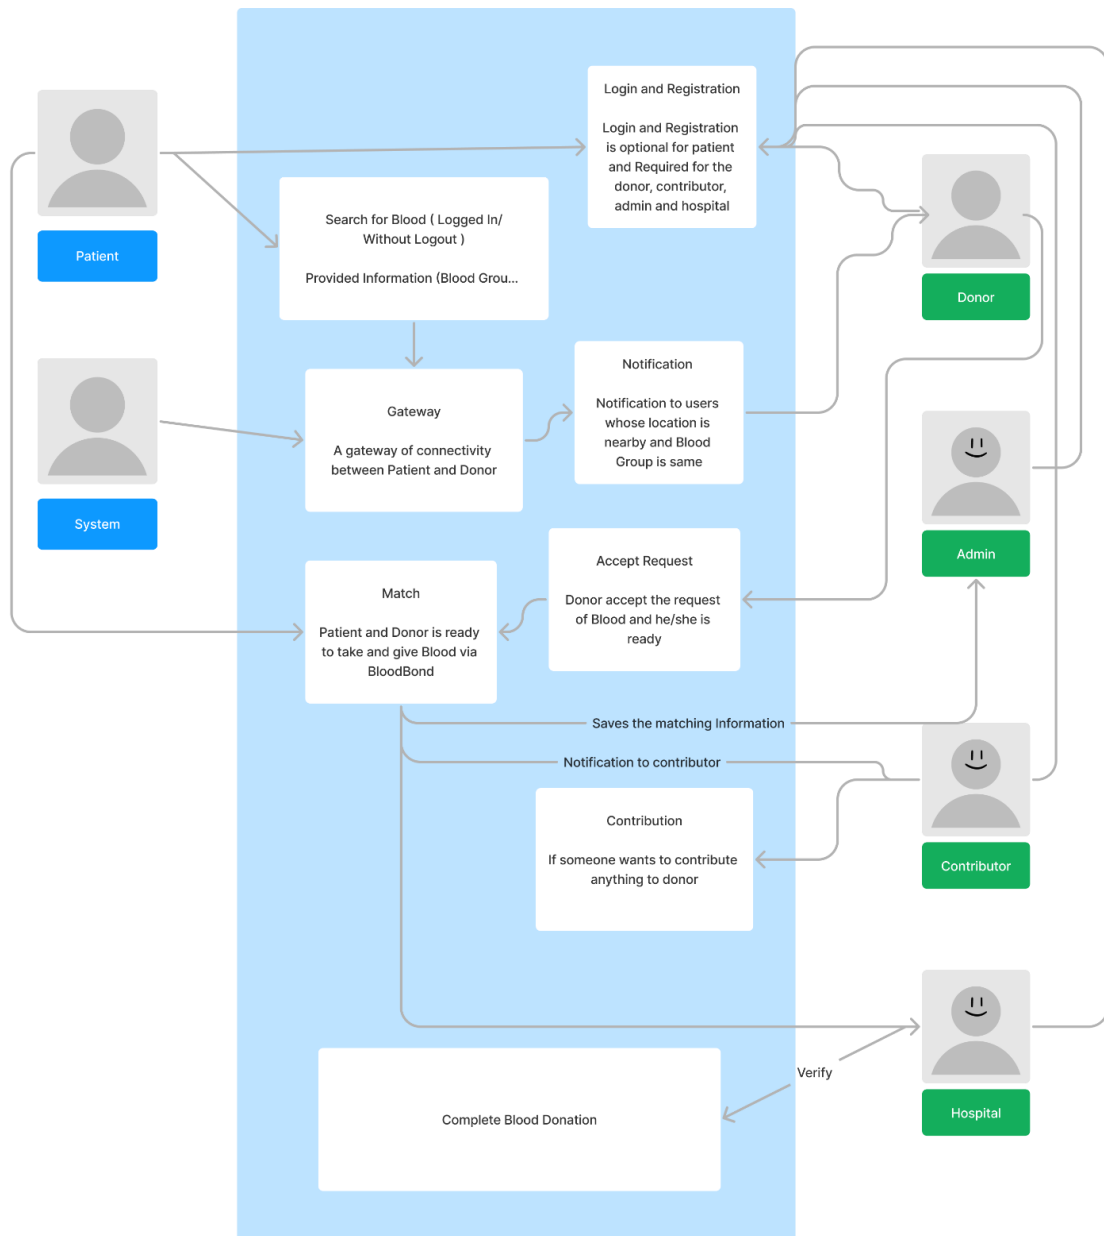 Login and Registration
Login and Registration
is optional for patient
and Required for the
donor, contributor,
admin and hospital
Patient
Search for Blood ( Logged In/
Without Logout )
Provided Information (Blood Grou...
Donor
Notification
Notification to users
whose location is
nearby and Blood
Group is same
Gateway
A gateway of connectivity
between Patient and Donor
System
Admin
Accept Request
Donor accept the request
of Blood and he/she is
ready
Match
Patient and Donor is ready
to take and give Blood via
BloodBond
Saves the matching Information
Notification to contributor
Contribution
If someone wants to contribute
anything to donor
Contributor
Verify
Complete Blood Donation
Hospital